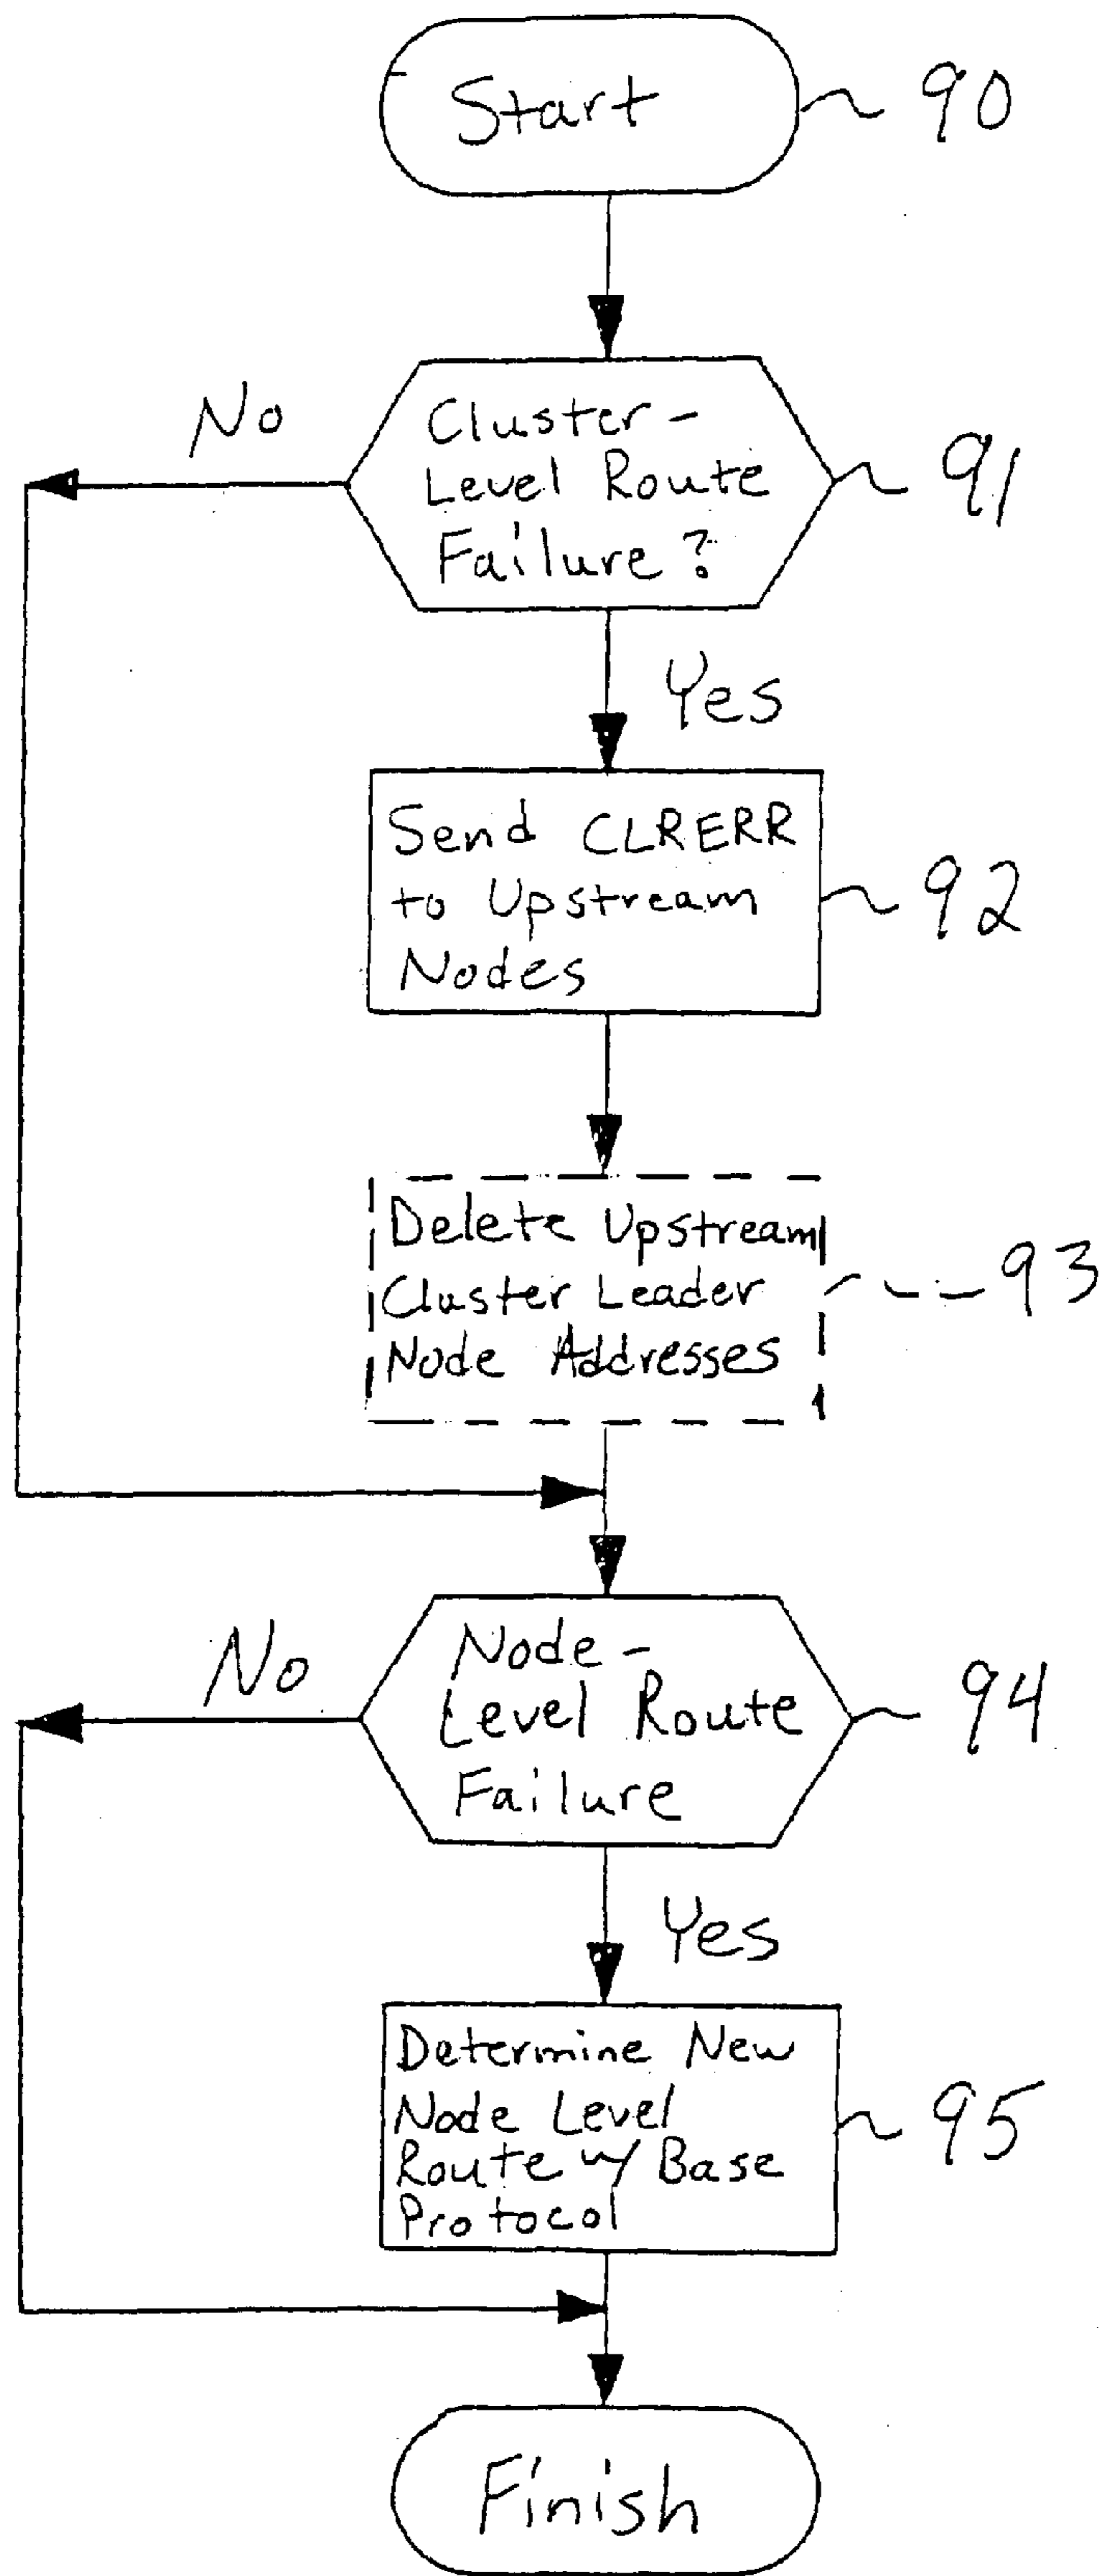 Start
90
No
Cluster-
Level Route
Failure?
91
Yes
Send CLRERR
to Upstream
Nodes
92
Delete Upstream
Cluster Leader
Node Addresses
93
No
Node-
Level Route
Failure
94
Yes
Determine New
Node Level
Route w/ Base
Protocol
95
Finish